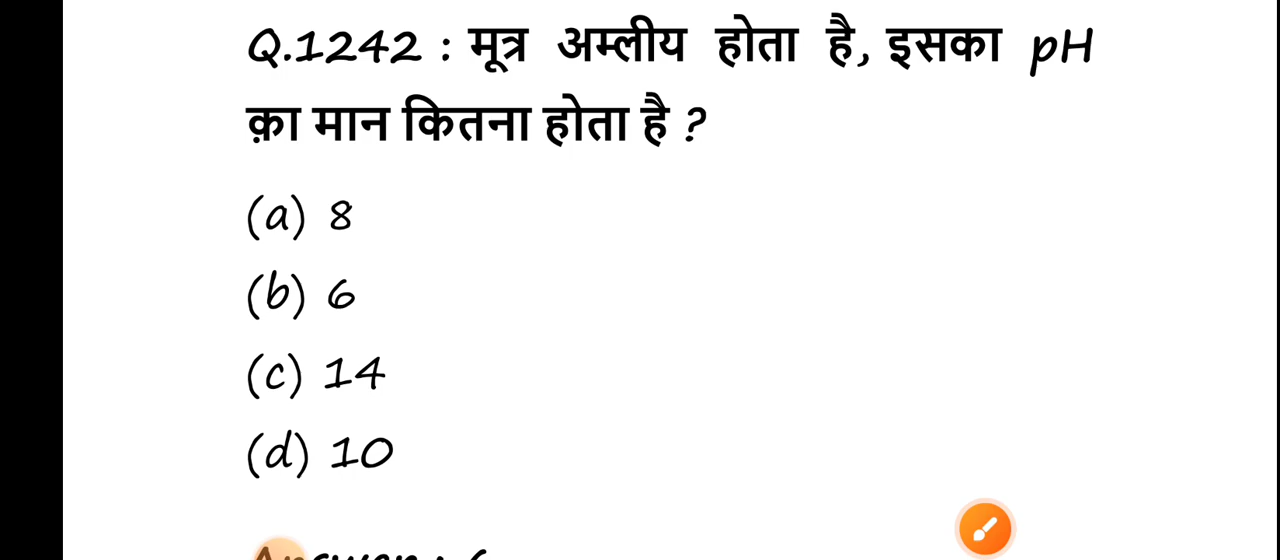 Q.1242 : मूत्र अम्लीय होता है, इसका pH
क़ा मान कितना होता है ?
(a) 8
(b) 6
(c) 14
(d) 10